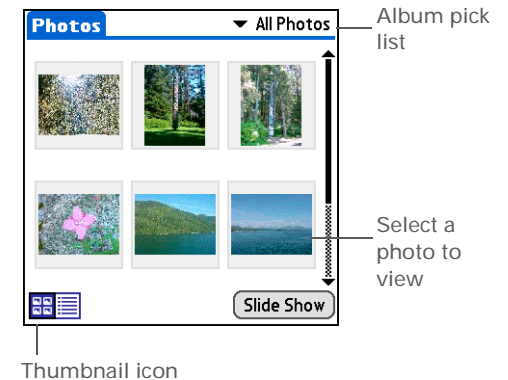 Photos
All Photos
Album pick
list
Select a
photo to
view
Slide Show
Thumbnail icon